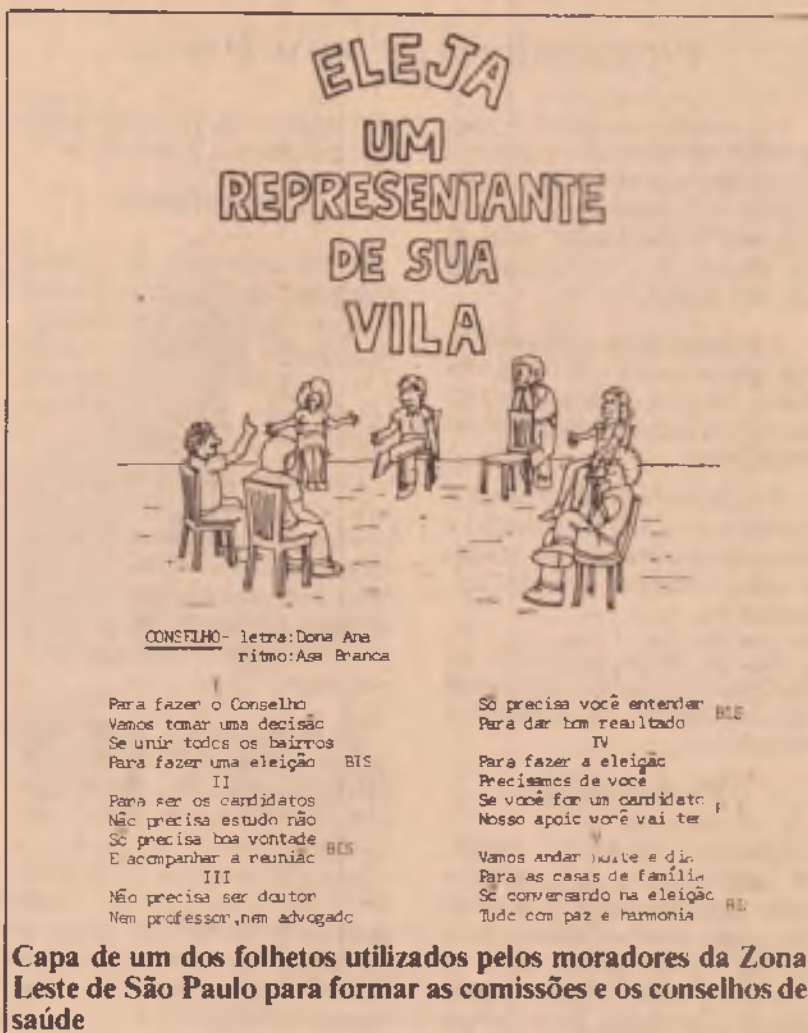 ELEJA
UM
REPRESENTANTE
DE SUA
VILA
CONSELHO- letra:Dona Ana
ritmo:Asa Branca
I
Para fazer o Conselho
Vamos tomar uma decisão
Se unir todos os bairros
Para fazer uma eleição BIS
II
Para ser os candidatos
Não precisa estudo não
Só precisa boa vontade
E acompanhar a reunião BIS
III
Não precisa ser doutor
Nem professor,nem advogado
Só precisa você entender
Para dar bom resultado BIS
IV
Para fazer a eleição
Precisamos de você
Se você for um candidato
Nosso apoio você vai ter
V
Vamos andar noite e dia
Para as casas de família
Só conversando na eleição
Tudo com paz e harmonia
Capa de um dos folhetos utilizados pelos moradores da Zona
Leste de São Paulo para formar as comissões e os conselhos de
saúde